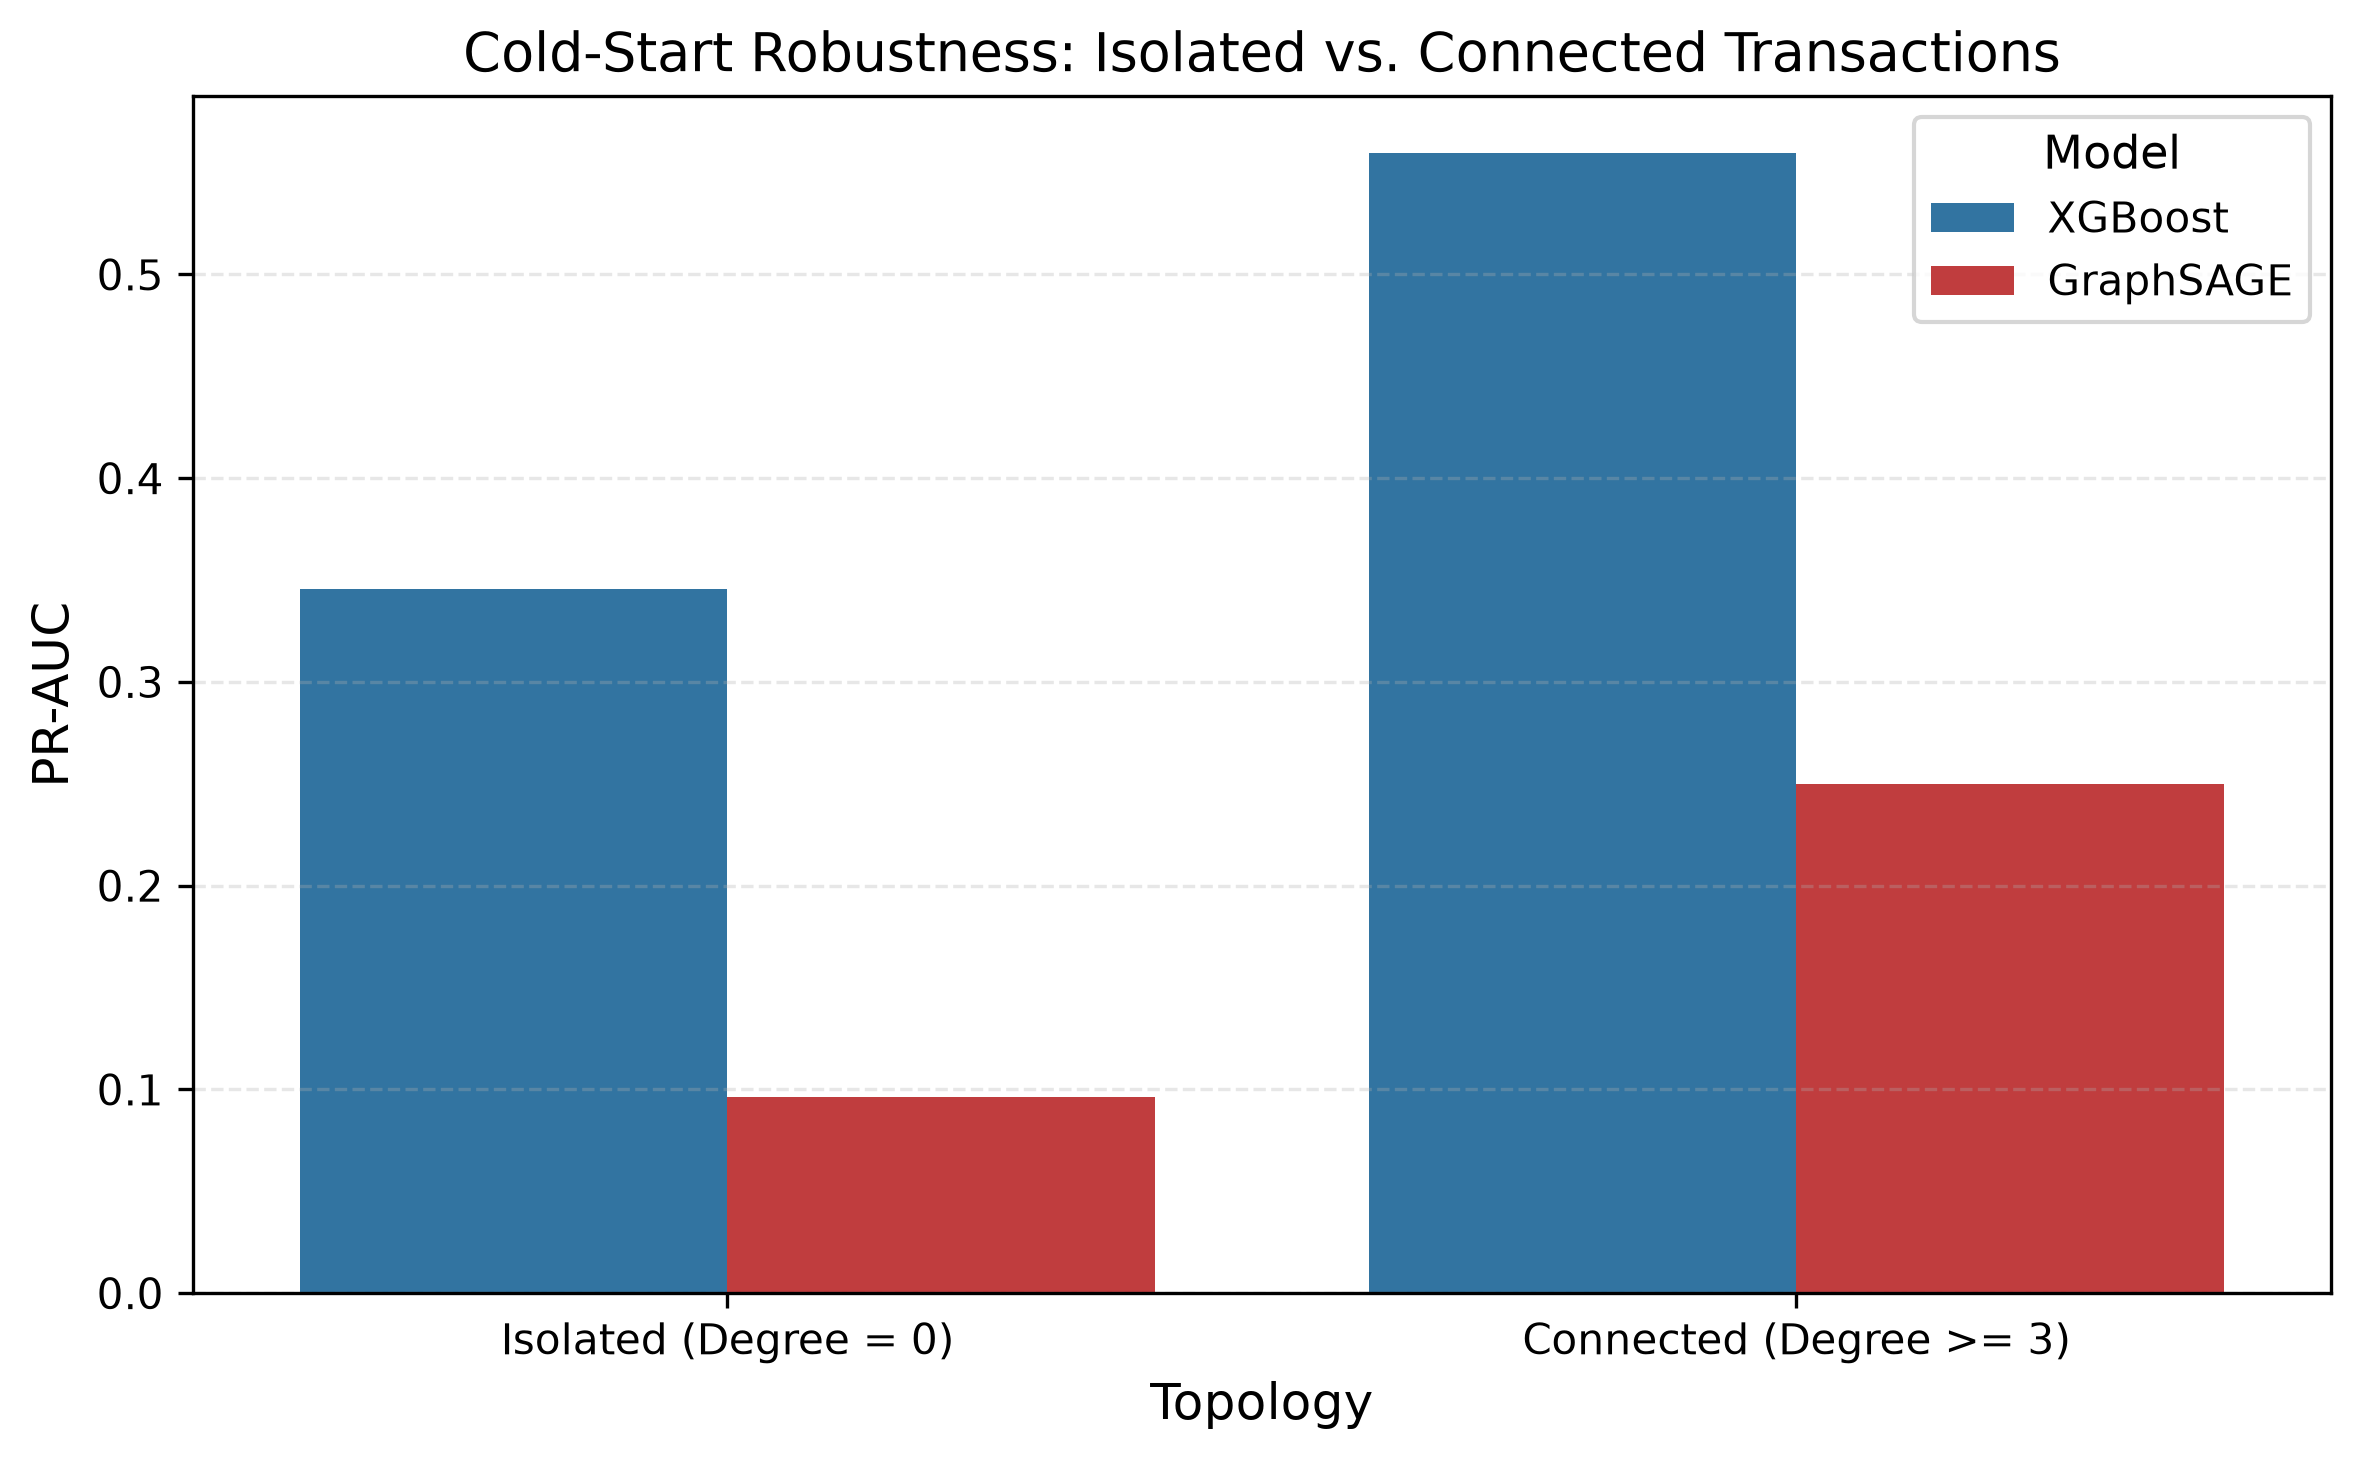 Cold-Start Robustness: Isolated vs. Connected Transactions
Model
XGBoost
GraphSAGE
PR-AUC
0.5
0.4
0.3
0.2
0.1
0.0
Isolated (Degree = 0)
Connected (Degree >= 3)
Topology